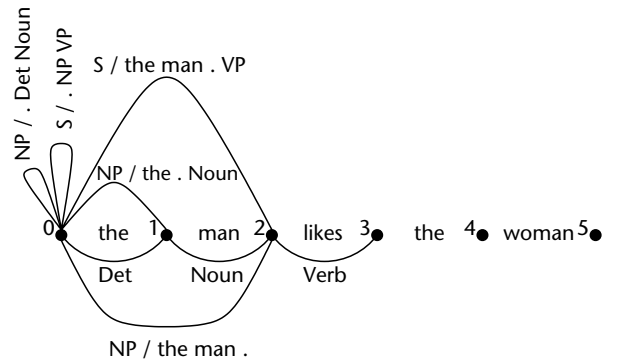 NP / . Det Noun
S / . NP VP
S / the man . VP
NP / the . Noun
0 the 1 man 2 likes 3 the 4 woman 5
Det Noun Verb
NP / the man .